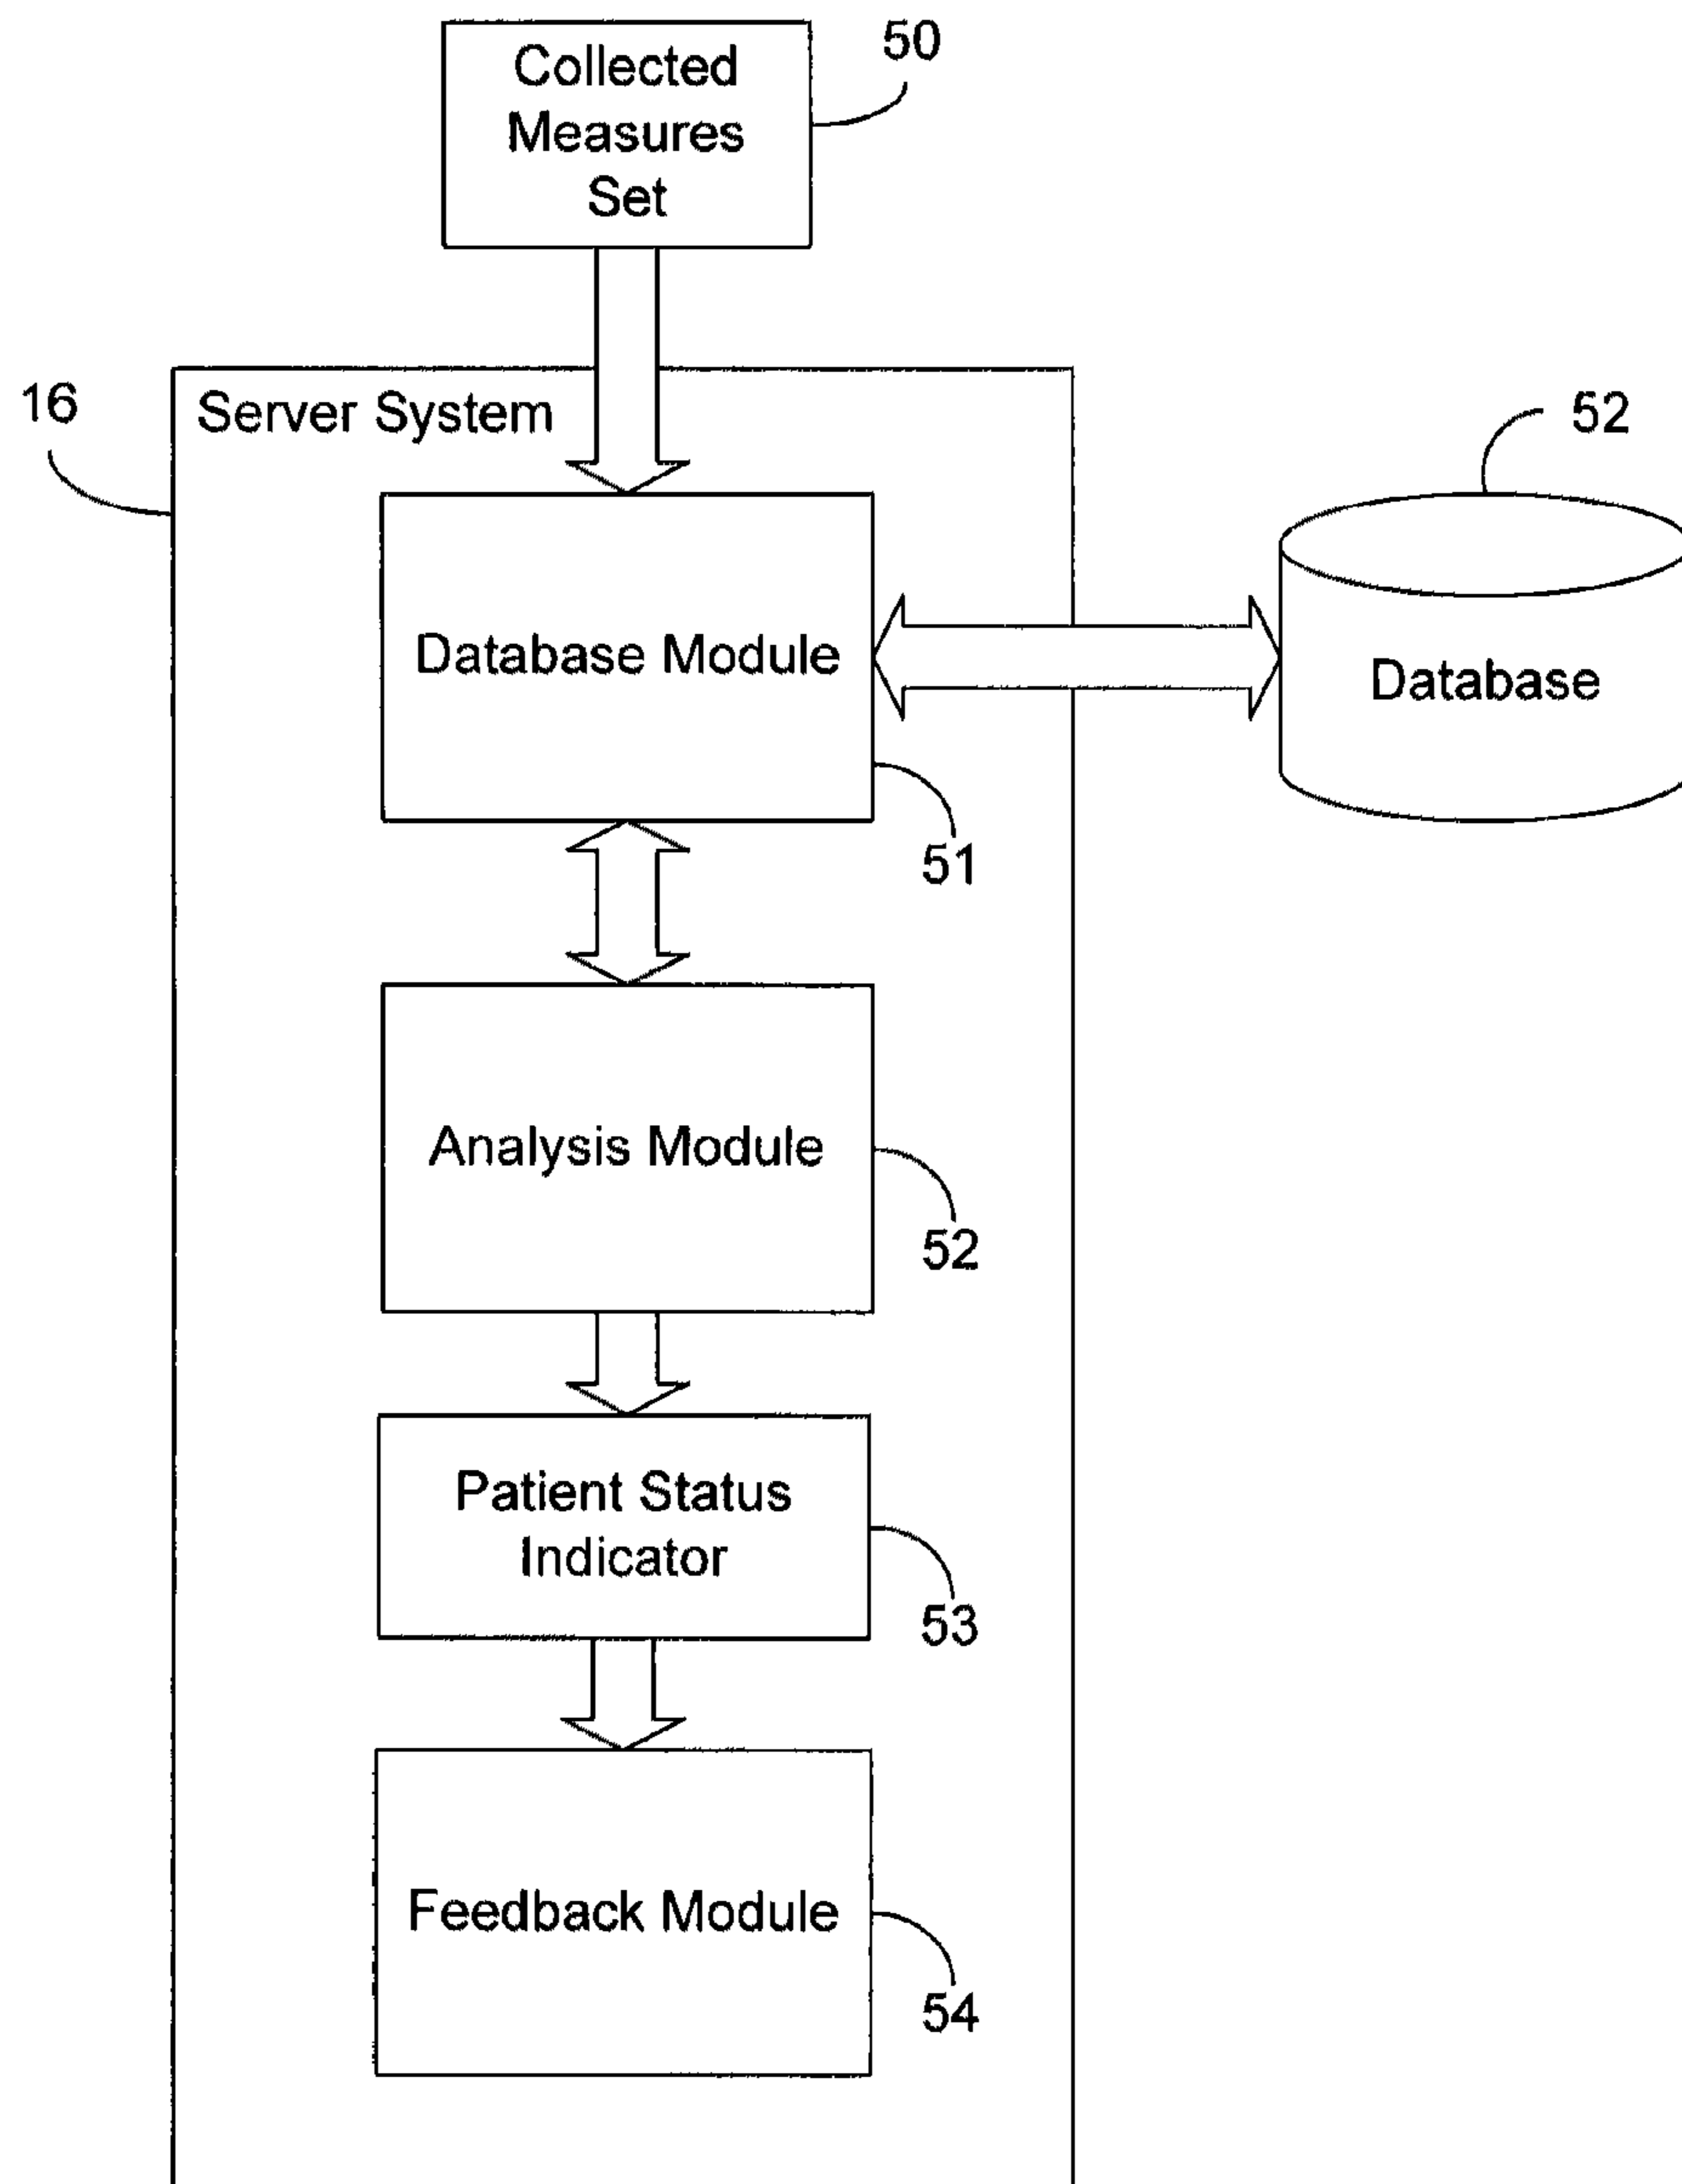 Collected
Measures
Set
50
16
Server System
52
Database Module
Database
51
Analysis Module
52
Patient Status
Indicator
53
Feedback Module
54